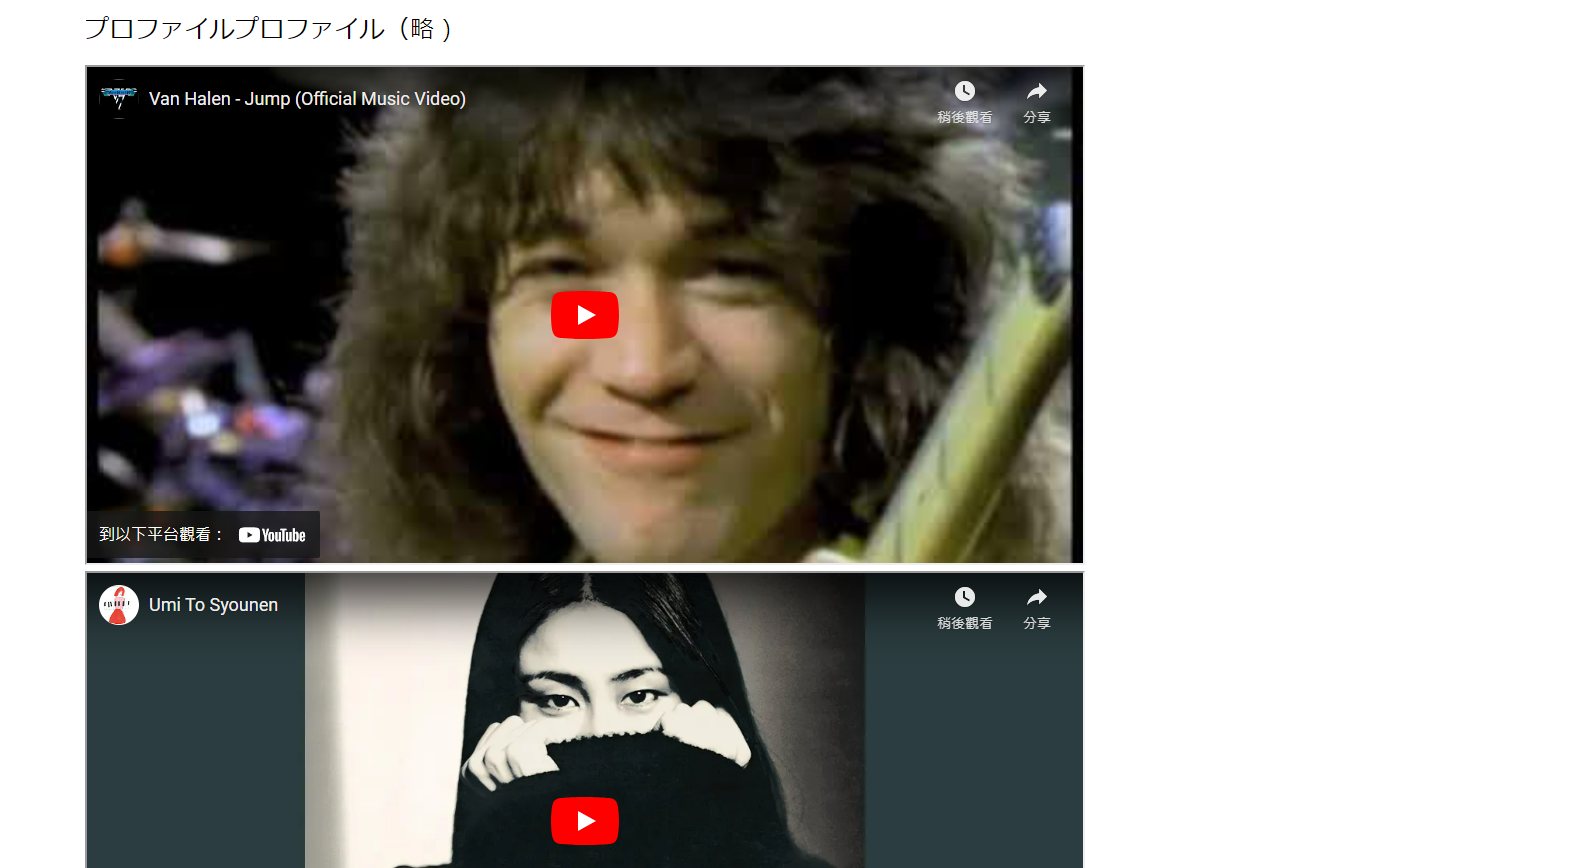 プロファイルプロファイル（略 )
Van Halen - Jump (Official Music Video)
稍後觀看
分享
到以下平台觀看：
YouTube
Umi To Syounen
稍後觀看
分享